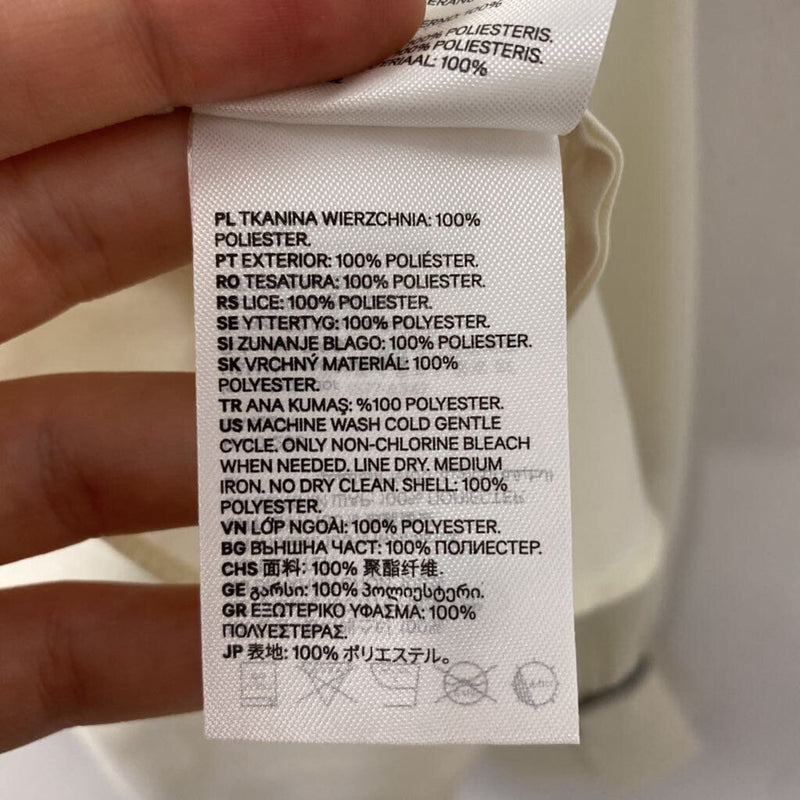 100% POLIESTERIS.
100% POLIESTERIS.
100%
PL TKANINA WIERZCHNIA: 100%
POLIESTER.
PT EXTERIOR: 100% POLIÉSTER.
RO TESATURA: 100% POLIESTER.
RS LICE: 100% POLIESTER.
SE YTTERTYG: 100% POLYESTER.
SI ZUNANJE BLAGO: 100% POLIESTER.
SK VRCHNÝ MATERIÁL: 100%
POLYESTER.
TR ANA KUMAŞ: %100 POLYESTER.
US MACHINE WASH COLD GENTLE
CYCLE. ONLY NON-CHLORINE BLEACH
WHEN NEEDED. LINE DRY. MEDIUM
IRON. NO DRY CLEAN. SHELL: 100%
POLYESTER.
VN LỚP NGOÀI: 100% POLYESTER.
BG ВЪНШНА ЧАСТ: 100% ПОЛИЕСТЕР.
CHS 面料: 100% 聚酯纤维.
GE გარსი: 100% პოლიესტერი.
GR ΕΞΩΤΕΡΙΚΟ ΥΦΑΣΜΑ: 100%
ΠΟΛΥΕΣΤΕΡΑΣ.
JP 表地: 100% ポリエステル。